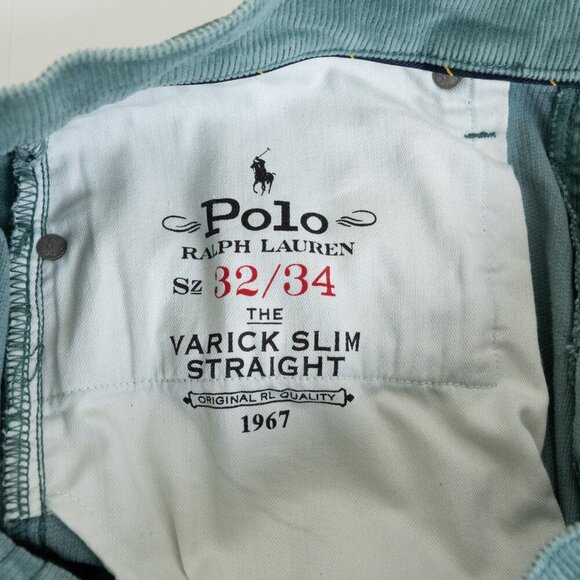 Polo
RALPH LAUREN
Sz 32/34
THE
VARICK SLIM
STRAIGHT
ORIGINAL RL QUALITY
1967